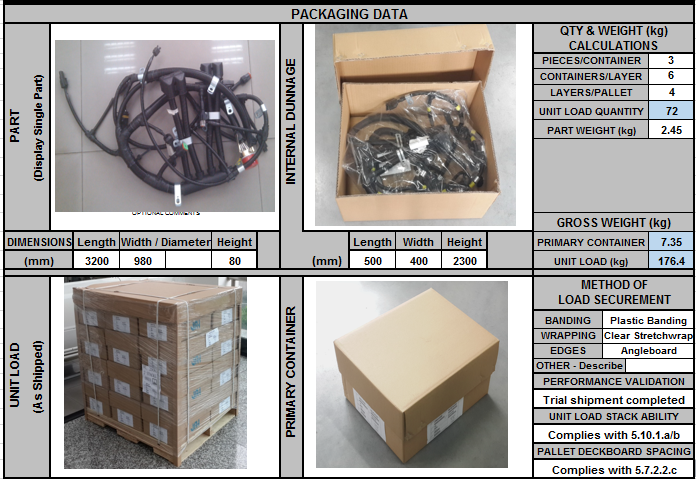 PACKAGING DATA
PART
(Display Single Part)
OPTIONAL COMMENTS
INTERNAL DUNNAGE
QTY & WEIGHT (kg)
CALCULATIONS
PIECES/CONTAINER 3
CONTAINERS/LAYER 6
LAYERS/PALLET 4
UNIT LOAD QUANTITY 72
PART WEIGHT (kg) 2.45
GROSS WEIGHT (kg)
PRIMARY CONTAINER 7.35
UNIT LOAD (kg) 176.4
DIMENSIONS Length Width / Diameter Height
(mm) 3200 980 80
Length Width Height
(mm) 500 400 2300
UNIT LOAD
(As Shipped)
PRIMARY CONTAINER
METHOD OF
LOAD SECUREMENT
BANDING Plastic Banding
WRAPPING Clear Stretchwrap
EDGES Angleboard
OTHER - Describe
PERFORMANCE VALIDATION
Trial shipment completed
UNIT LOAD STACK ABILITY
Complies with 5.10.1.a/b
PALLET DECKBOARD SPACING
Complies with 5.7.2.2.c